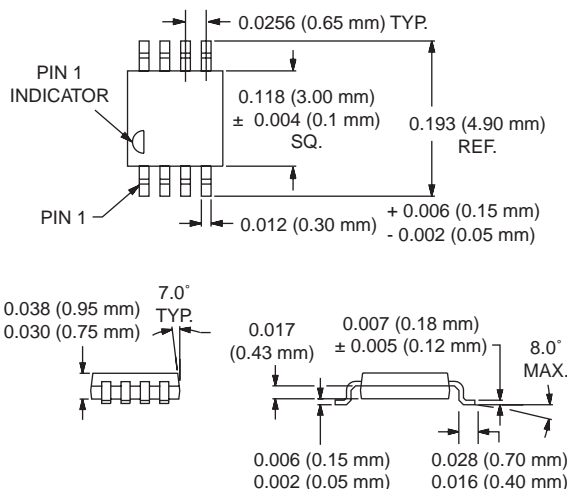 0.0256 (0.65 mm) TYP.
PIN 1
INDICATOR
0.118 (3.00 mm)
± 0.004 (0.1 mm)
SQ.
0.193 (4.90 mm)
REF.
PIN 1
0.012 (0.30 mm)
+ 0.006 (0.15 mm)
- 0.002 (0.05 mm)
0.038 (0.95 mm)
0.030 (0.75 mm)
7.0°
TYP.
0.017
(0.43 mm)
0.007 (0.18 mm)
± 0.005 (0.12 mm)
8.0°
MAX.
0.006 (0.15 mm)
0.002 (0.05 mm)
0.028 (0.70 mm)
0.016 (0.40 mm)